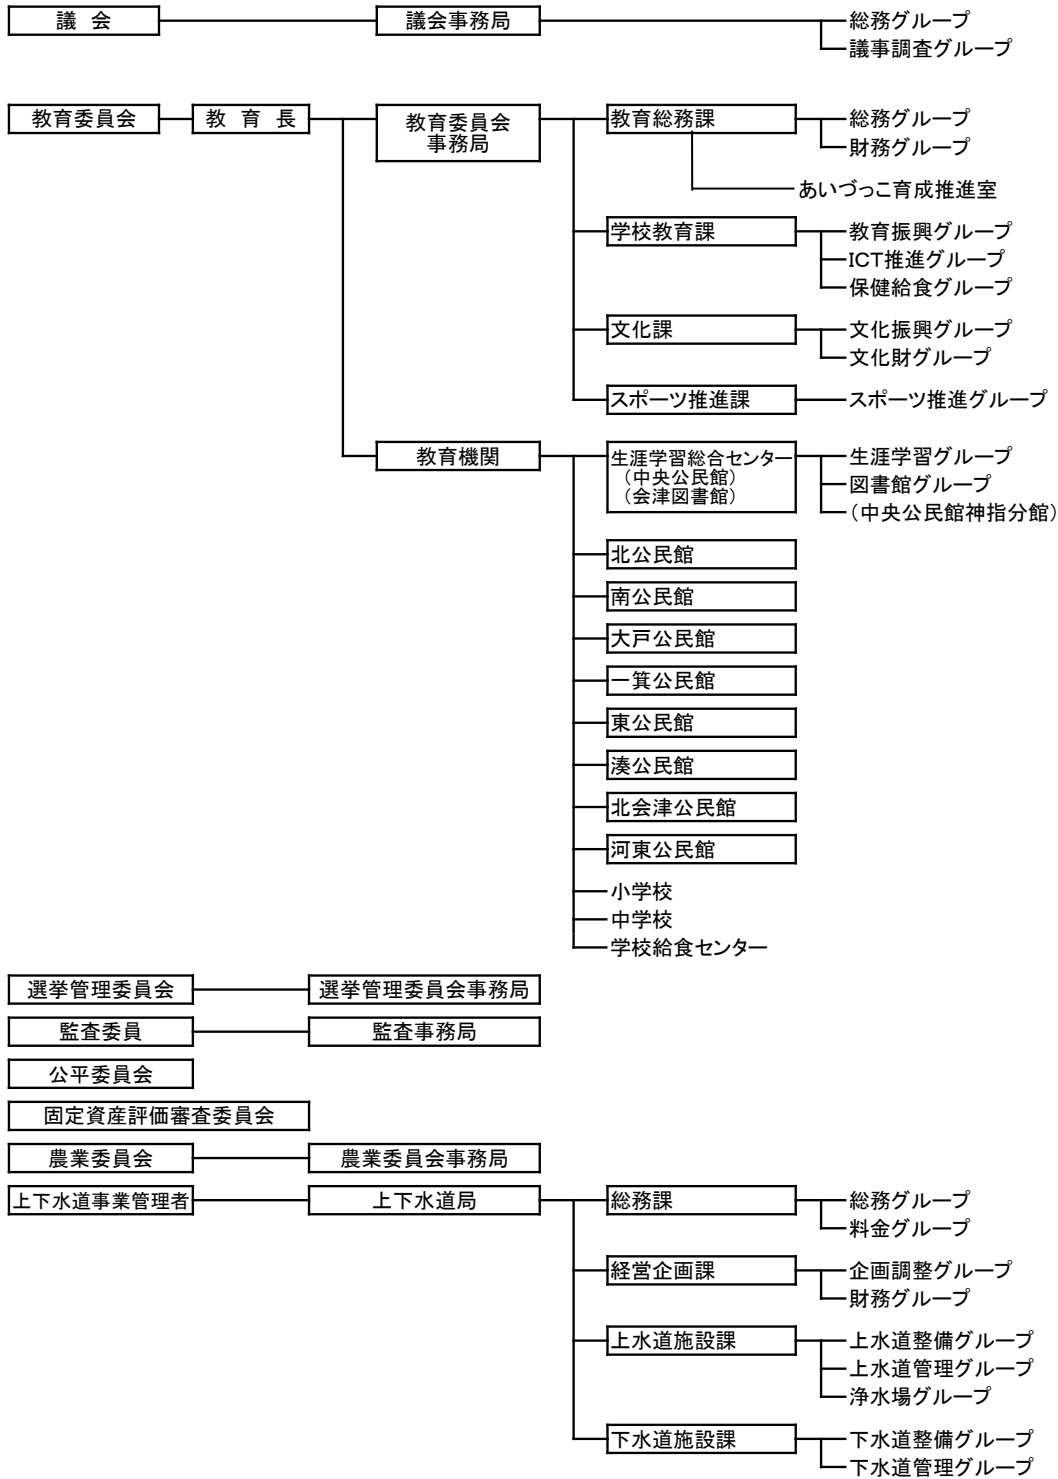 議 会 議会事務局 総務グループ
議事調査グループ
教育委員会 教 育 長 教育委員会 教育総務課 総務グループ
事務局 財務グループ
あいづっこ育成推進室
学校教育課 教育振興グループ
ICT推進グループ
保健給食グループ
文化課 文化振興グループ
文化財グループ
スポーツ推進課 スポーツ推進グループ
教育機関 生涯学習総合センター 生涯学習グループ
(中央公民館) 図書館グループ
(会津図書館) (中央公民館神指分館)
北公民館
南公民館
大戸公民館
一箕公民館
東公民館
湊公民館
北会津公民館
河東公民館
小学校
中学校
学校給食センター
選挙管理委員会 選挙管理委員会事務局
監査委員 監査事務局
公平委員会
固定資産評価審査委員会
農業委員会 農業委員会事務局
上下水道事業管理者 上下水道局 総務課 総務グループ
料金グループ
経営企画課 企画調整グループ
財務グループ
上水道施設課 上水道整備グループ
上水道管理グループ
浄水場グループ
下水道施設課 下水道整備グループ
下水道管理グループ